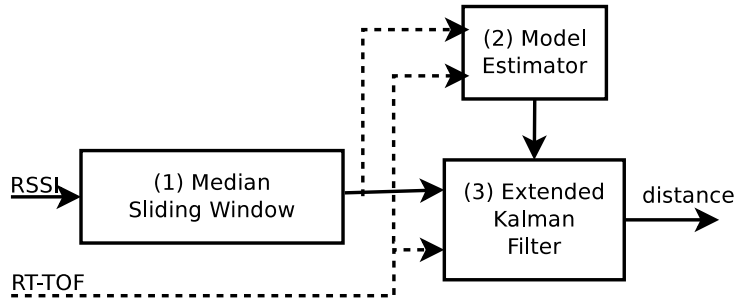 (2) Model
Estimator
RSSI
(1) Median
Sliding Window
(3) Extended
Kalman
Filter
distance
RT-TOF